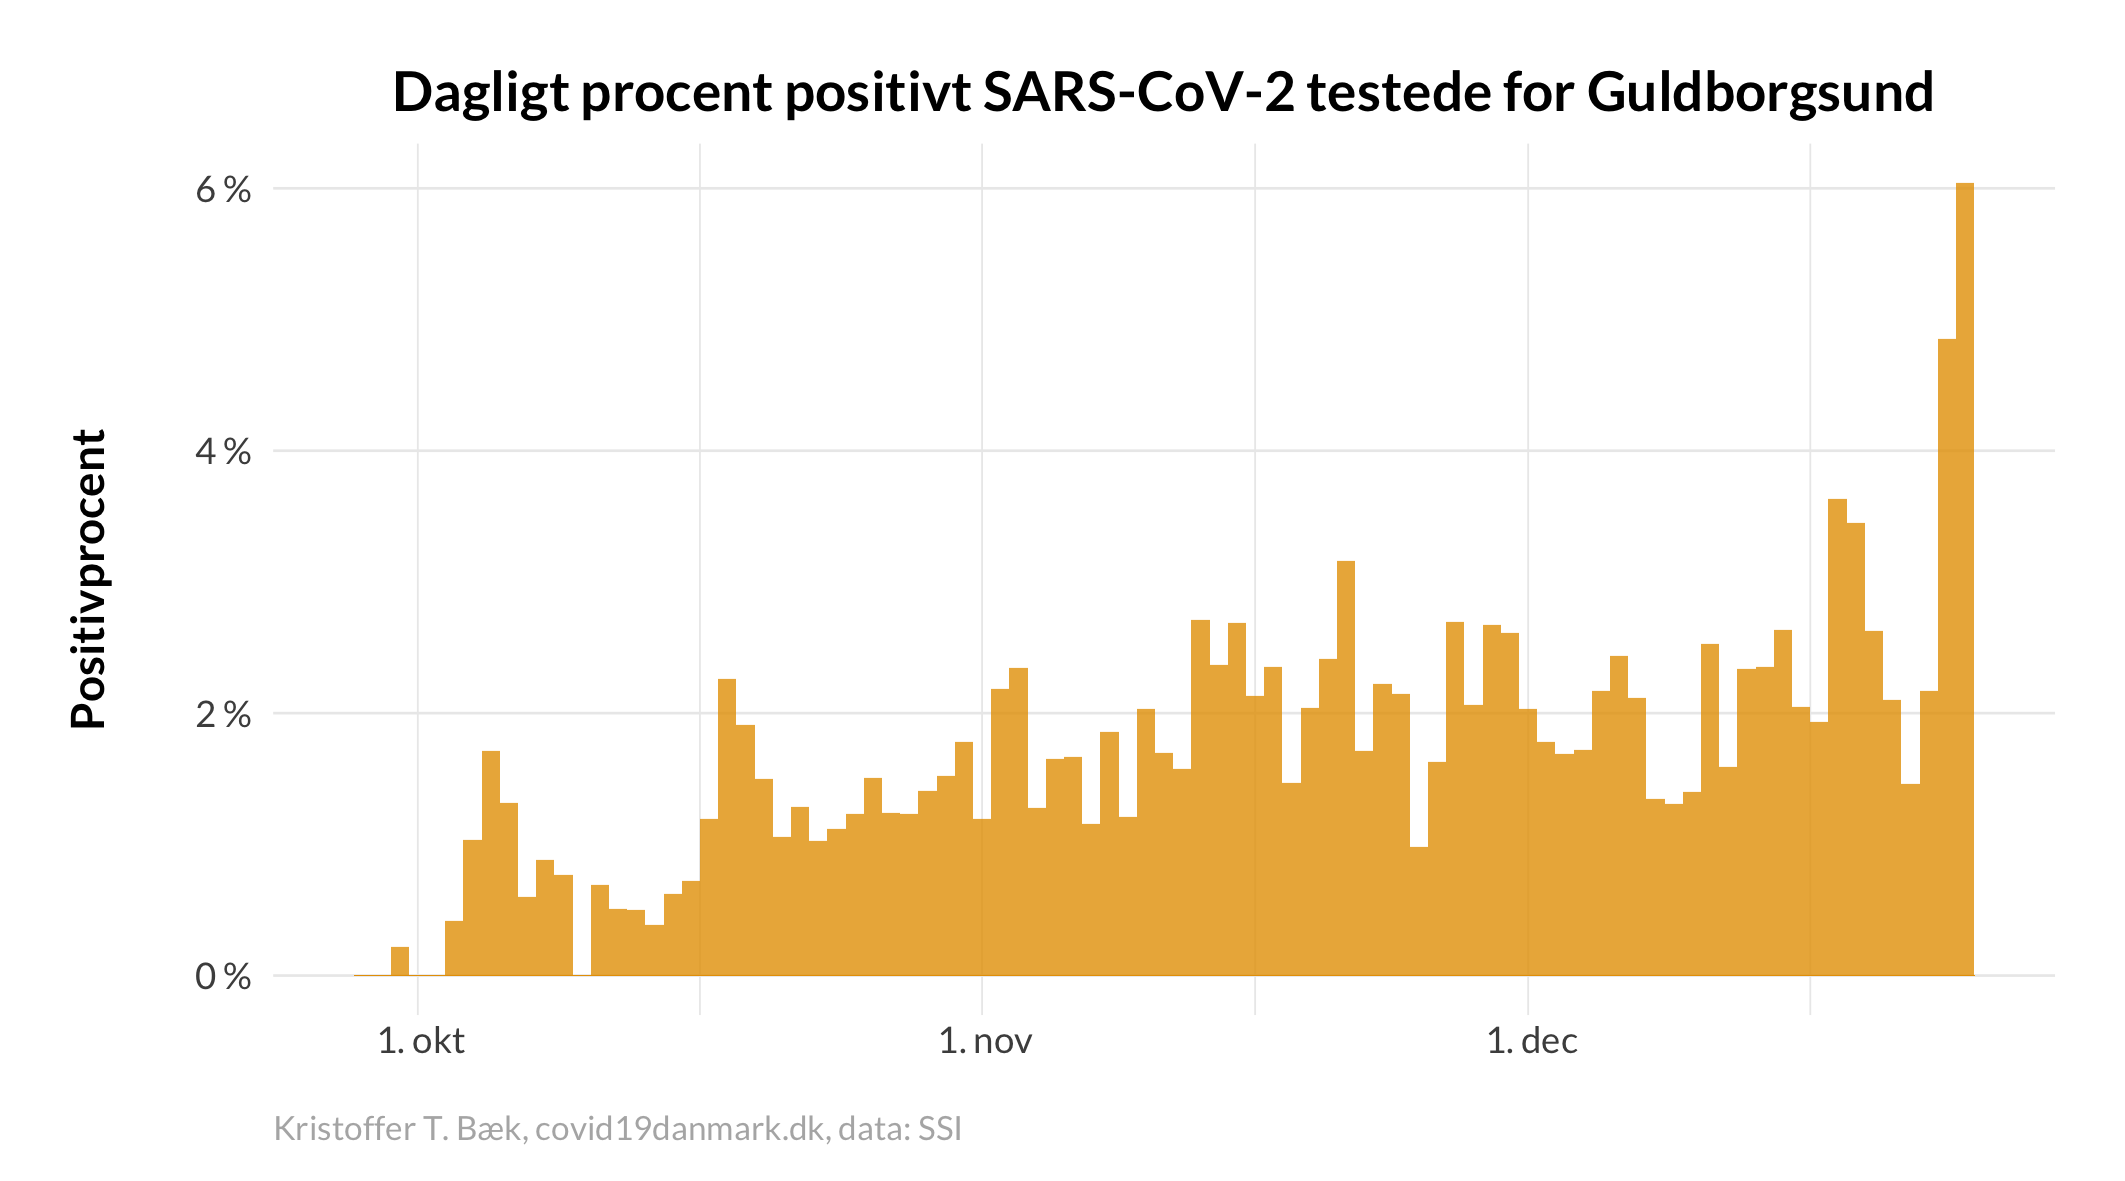 Dagligt procent positivt SARS-CoV-2 testede for Guldborgsund
Positivprocent
6 %
4 %
2 %
0 %
1. okt
1. nov
1. dec
Kristoffer T. Bæk, covid19danmark.dk, data: SSI